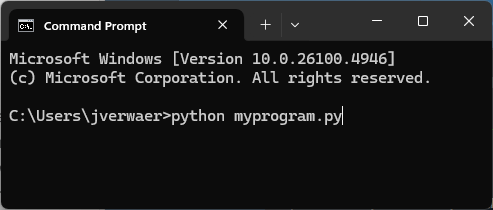 Command Prompt
Microsoft Windows [Version 10.0.26100.4946]
(c) Microsoft Corporation. All rights reserved.
C:\Users\jverwaer>python myprogram.py